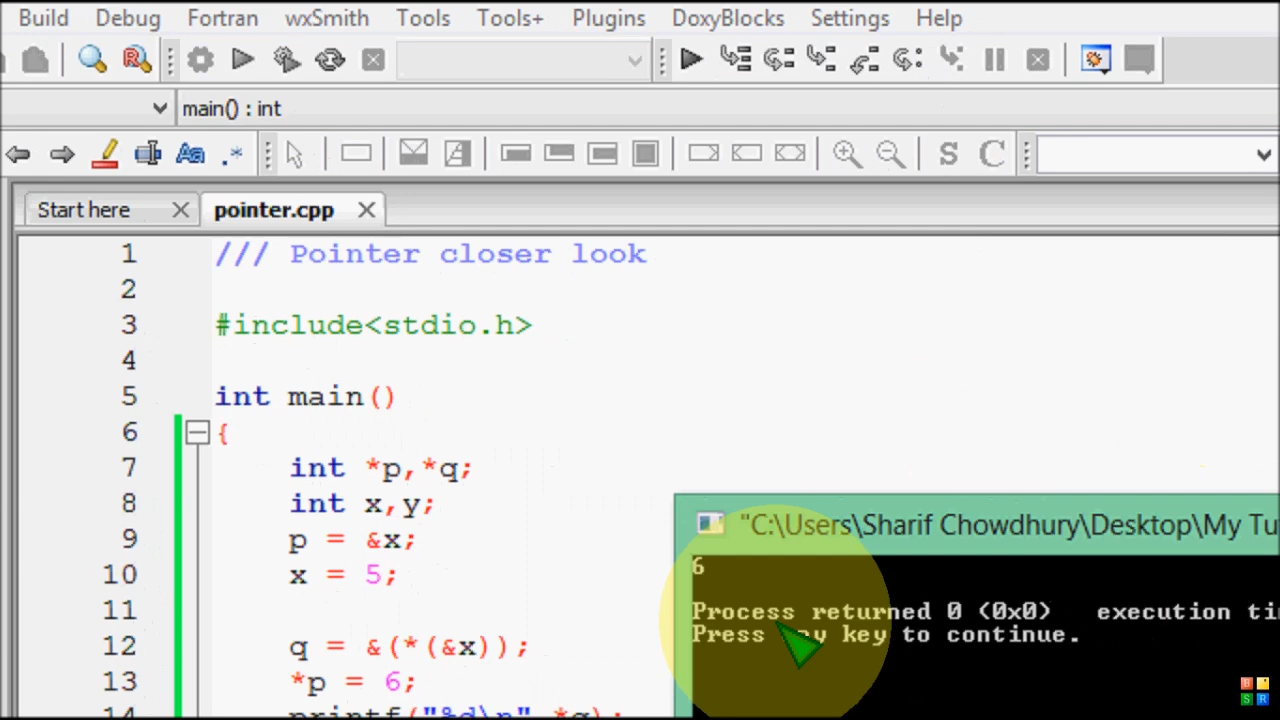 Build Debug Fortran wxSmith Tools Tools+ Plugins DoxyBlocks Settings Help
main() : int
Start here pointer.cpp
1 /// Pointer closer look
2
3 #include<stdio.h>
4
5 int main()
6 {
7 int *p,*q;
8 int x,y;
9 p = &x;
10 x = 5;
11
12 q = &(*(&x));
13 *p = 6;
14 printf("%d\n",*q);
"C:\Users\Sharif Chowdhury\Desktop\My Tu
6
Process returned 0 (0x0) execution ti
Press any key to continue.
B
S R